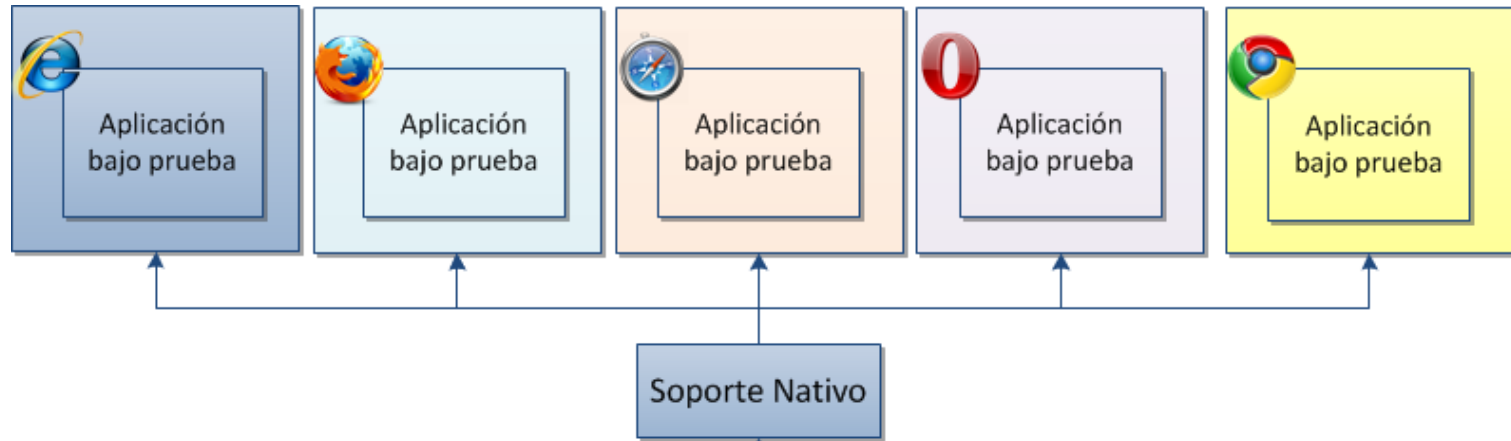 Aplicación
bajo prueba
Aplicación
bajo prueba
Aplicación
bajo prueba
Aplicación
bajo prueba
Aplicación
bajo prueba
Soporte Nativo